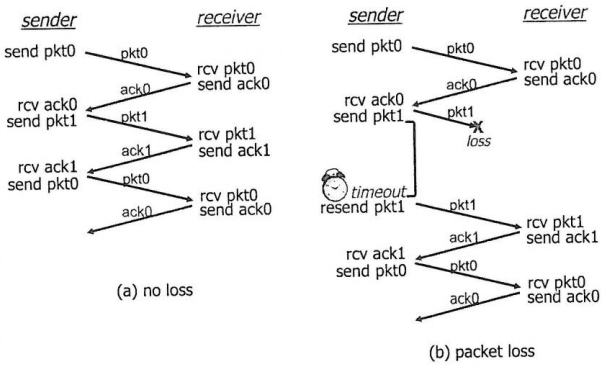 sender receiver
send pkt0
pkt0
rcv pkt0
send ack0
ack0
rcv ack0
send pkt1
pkt1
rcv pkt1
send ack1
ack1
rcv ack1
send pkt0
pkt0
rcv pkt0
send ack0
ack0
(a) no loss
sender receiver
send pkt0
pkt0
rcv pkt0
send ack0
ack0
rcv ack0
send pkt1
pkt1
X
loss
timeout
resend pkt1
pkt1
rcv pkt1
send ack1
ack1
rcv ack1
send pkt0
pkt0
rcv pkt0
send ack0
ack0
(b) packet loss